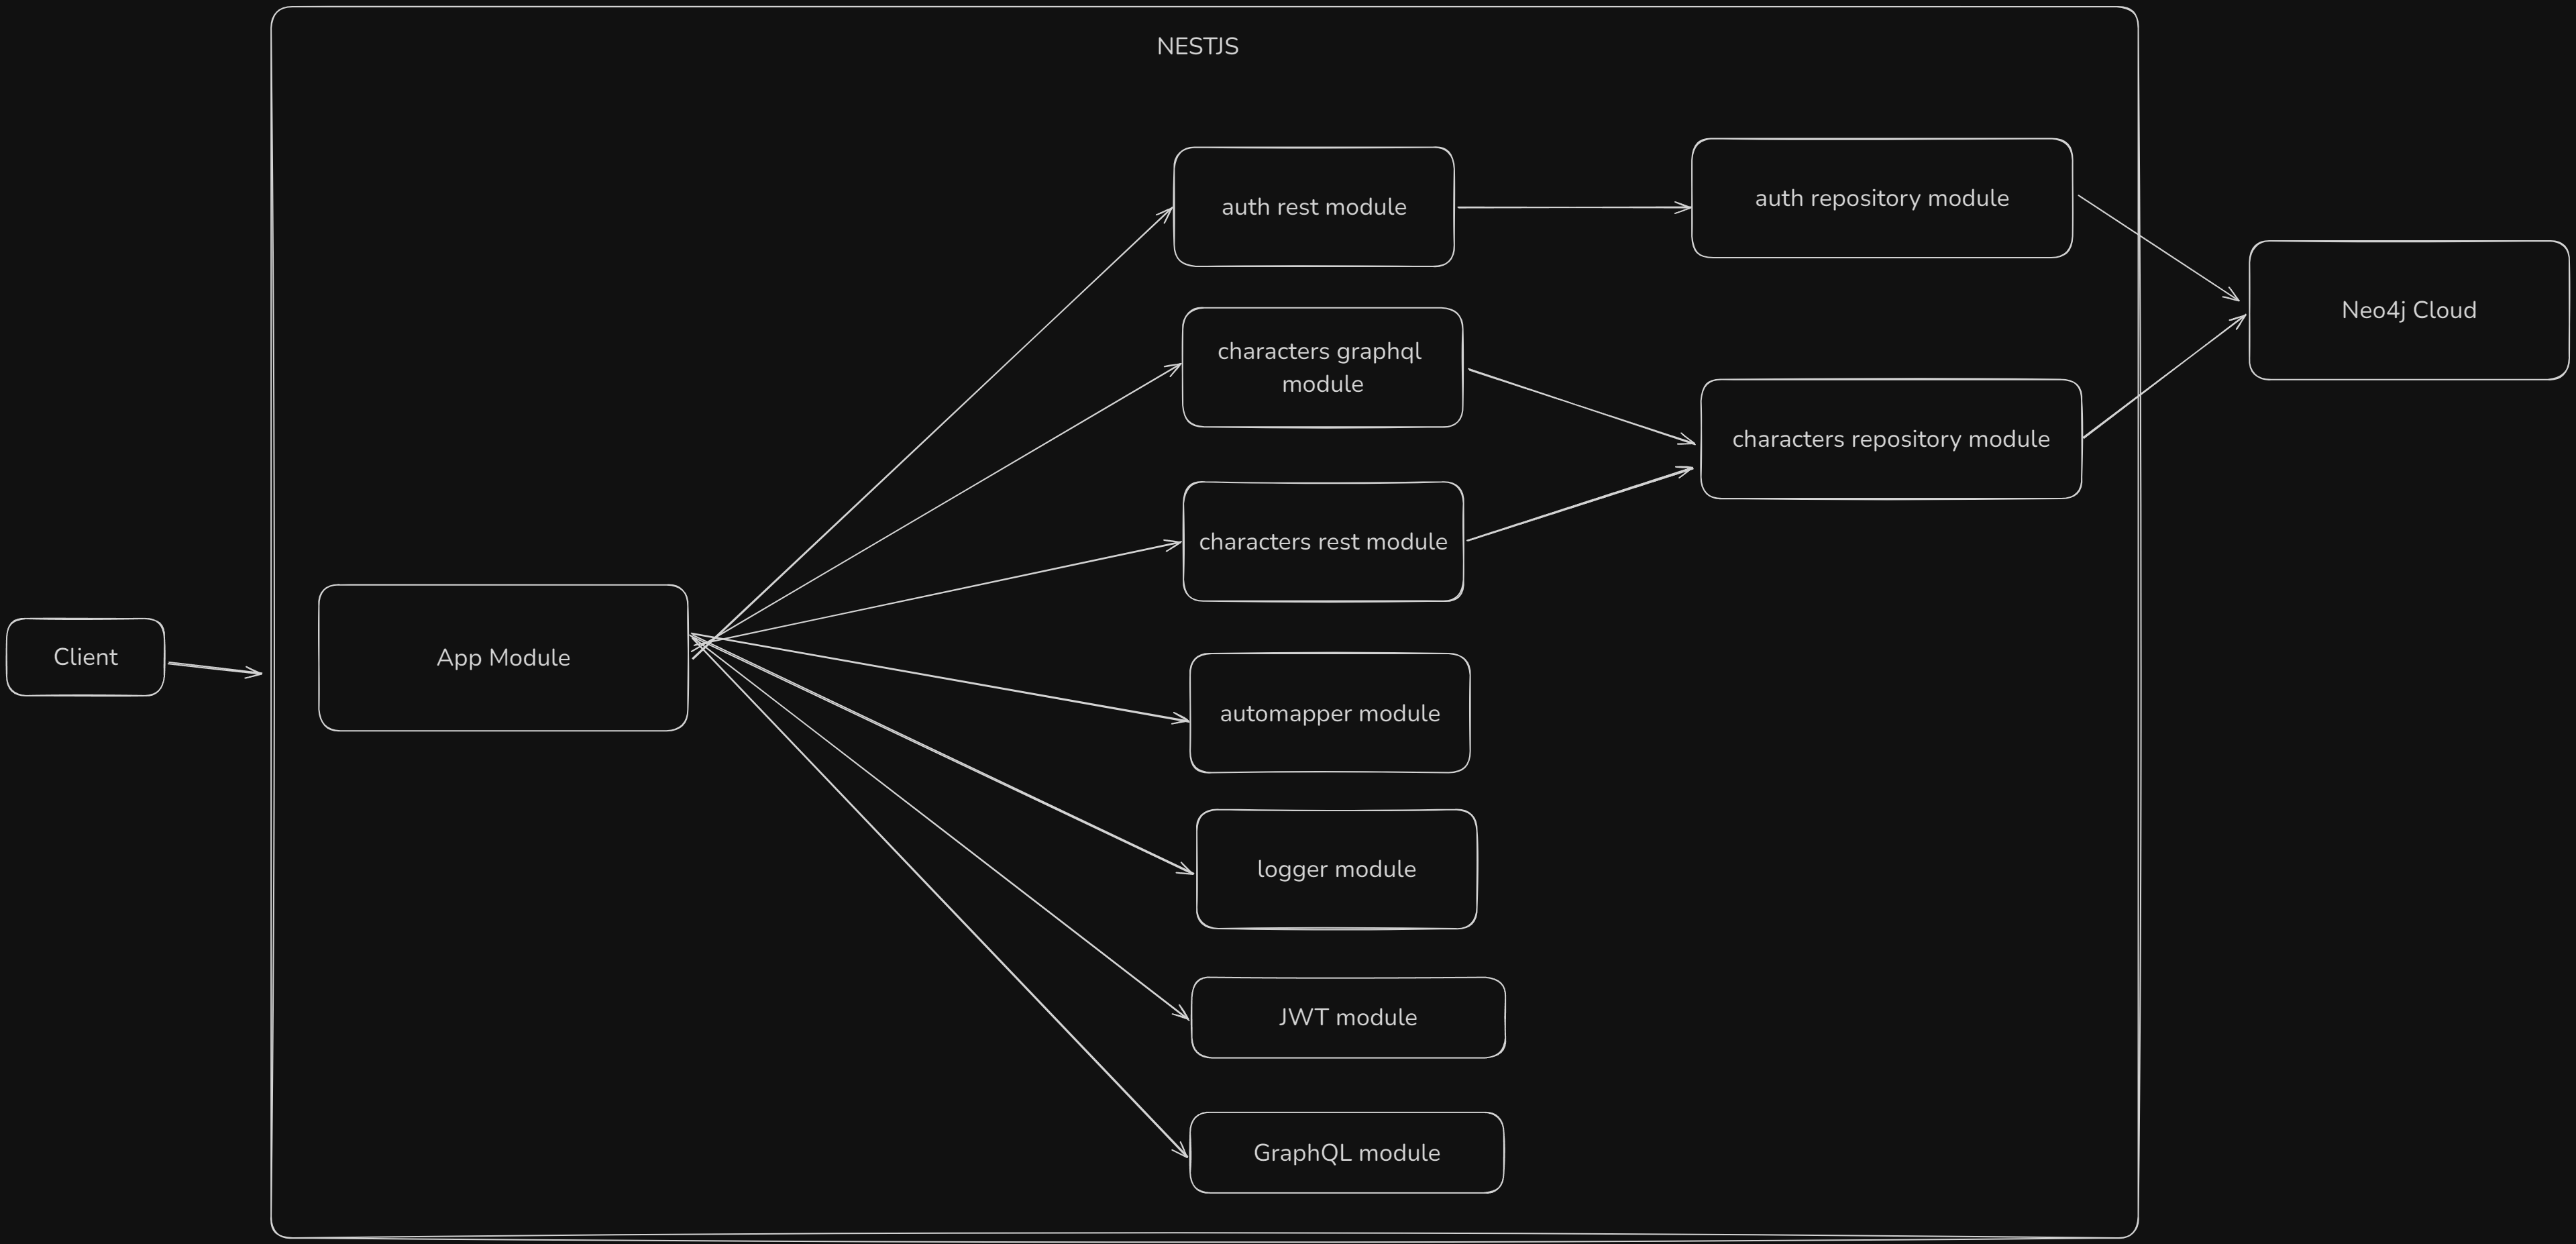 NESTJS
auth rest module
auth repository module
characters graphql
module
Neo4j Cloud
characters repository module
characters rest module
Client
App Module
automapper module
logger module
JWT module
GraphQL module